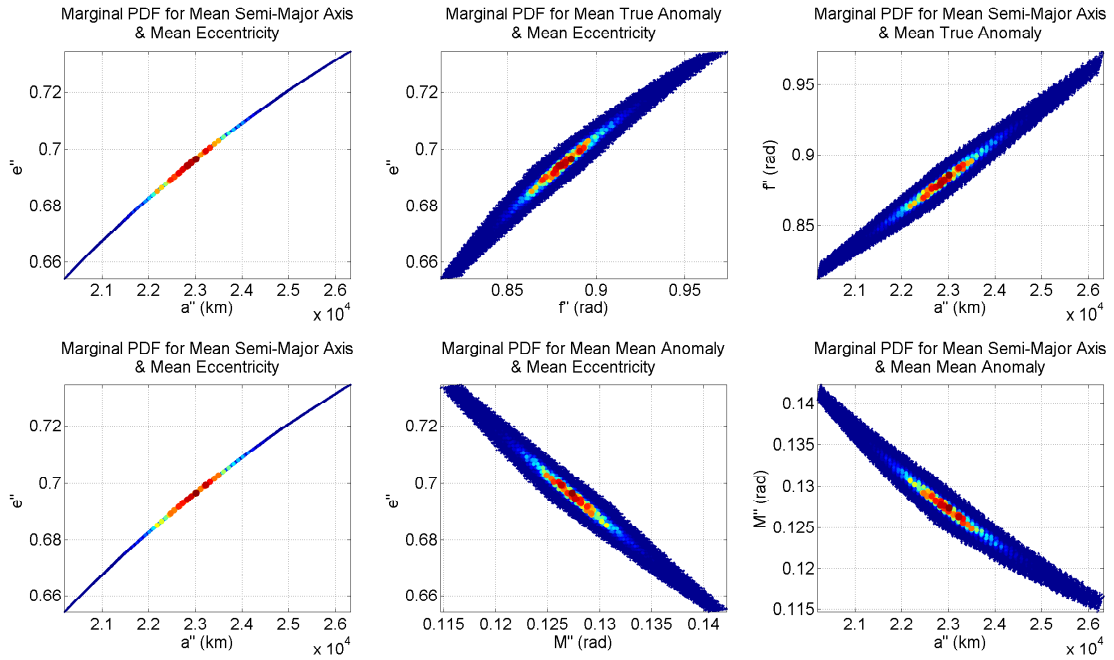 Marginal PDF for Mean Semi-Major Axis
& Mean Eccentricity
e"
0.72
0.7
0.68
0.66
2.1 2.2 2.3 2.4 2.5 2.6
a" (km)
x 10^4
Marginal PDF for Mean True Anomaly
& Mean Eccentricity
e"
0.72
0.7
0.68
0.66
0.85 0.9 0.95
f" (rad)
Marginal PDF for Mean Semi-Major Axis
& Mean True Anomaly
f" (rad)
0.95
0.9
0.85
2.1 2.2 2.3 2.4 2.5 2.6
a" (km)
x 10^4
Marginal PDF for Mean Semi-Major Axis
& Mean Eccentricity
e"
0.72
0.7
0.68
0.66
2.1 2.2 2.3 2.4 2.5 2.6
a" (km)
x 10^4
Marginal PDF for Mean Mean Anomaly
& Mean Eccentricity
e"
0.72
0.7
0.68
0.66
0.115 0.12 0.125 0.13 0.135 0.14
M" (rad)
Marginal PDF for Mean Semi-Major Axis
& Mean Mean Anomaly
M" (rad)
0.14
0.135
0.13
0.125
0.12
0.115
2.1 2.2 2.3 2.4 2.5 2.6
a" (km)
x 10^4